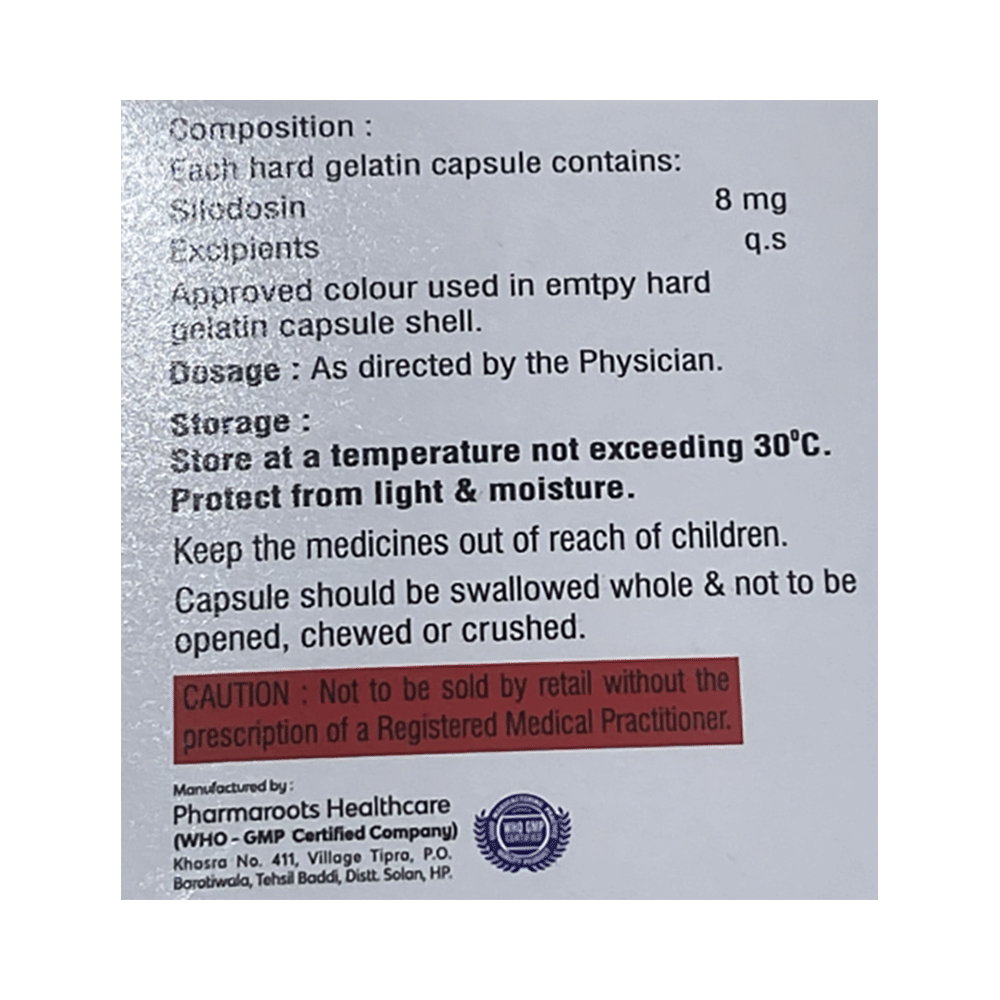 Composition :
Each hard gelatin capsule contains:
Silodosin 8 mg
Excipients q.s
Approved colour used in emtpy hard
gelatin capsule shell.
Dosage : As directed by the Physician.
Storage :
Store at a temperature not exceeding 30⁰C.
Protect from light & moisture.
Keep the medicines out of reach of children.
Capsule should be swallowed whole & not to be
opened, chewed or crushed.
CAUTION : Not to be sold by retail without the
prescription of a Registered Medical Practitioner.
Manufactured by :
Pharmaroots Healthcare
(WHO - GMP Certified Company)
Khasra No. 411, Village Tipra, P.O.
Barotiwala, Tehsil Baddi, Distt. Solan, HP.
WHO GMP
CERTIFIED